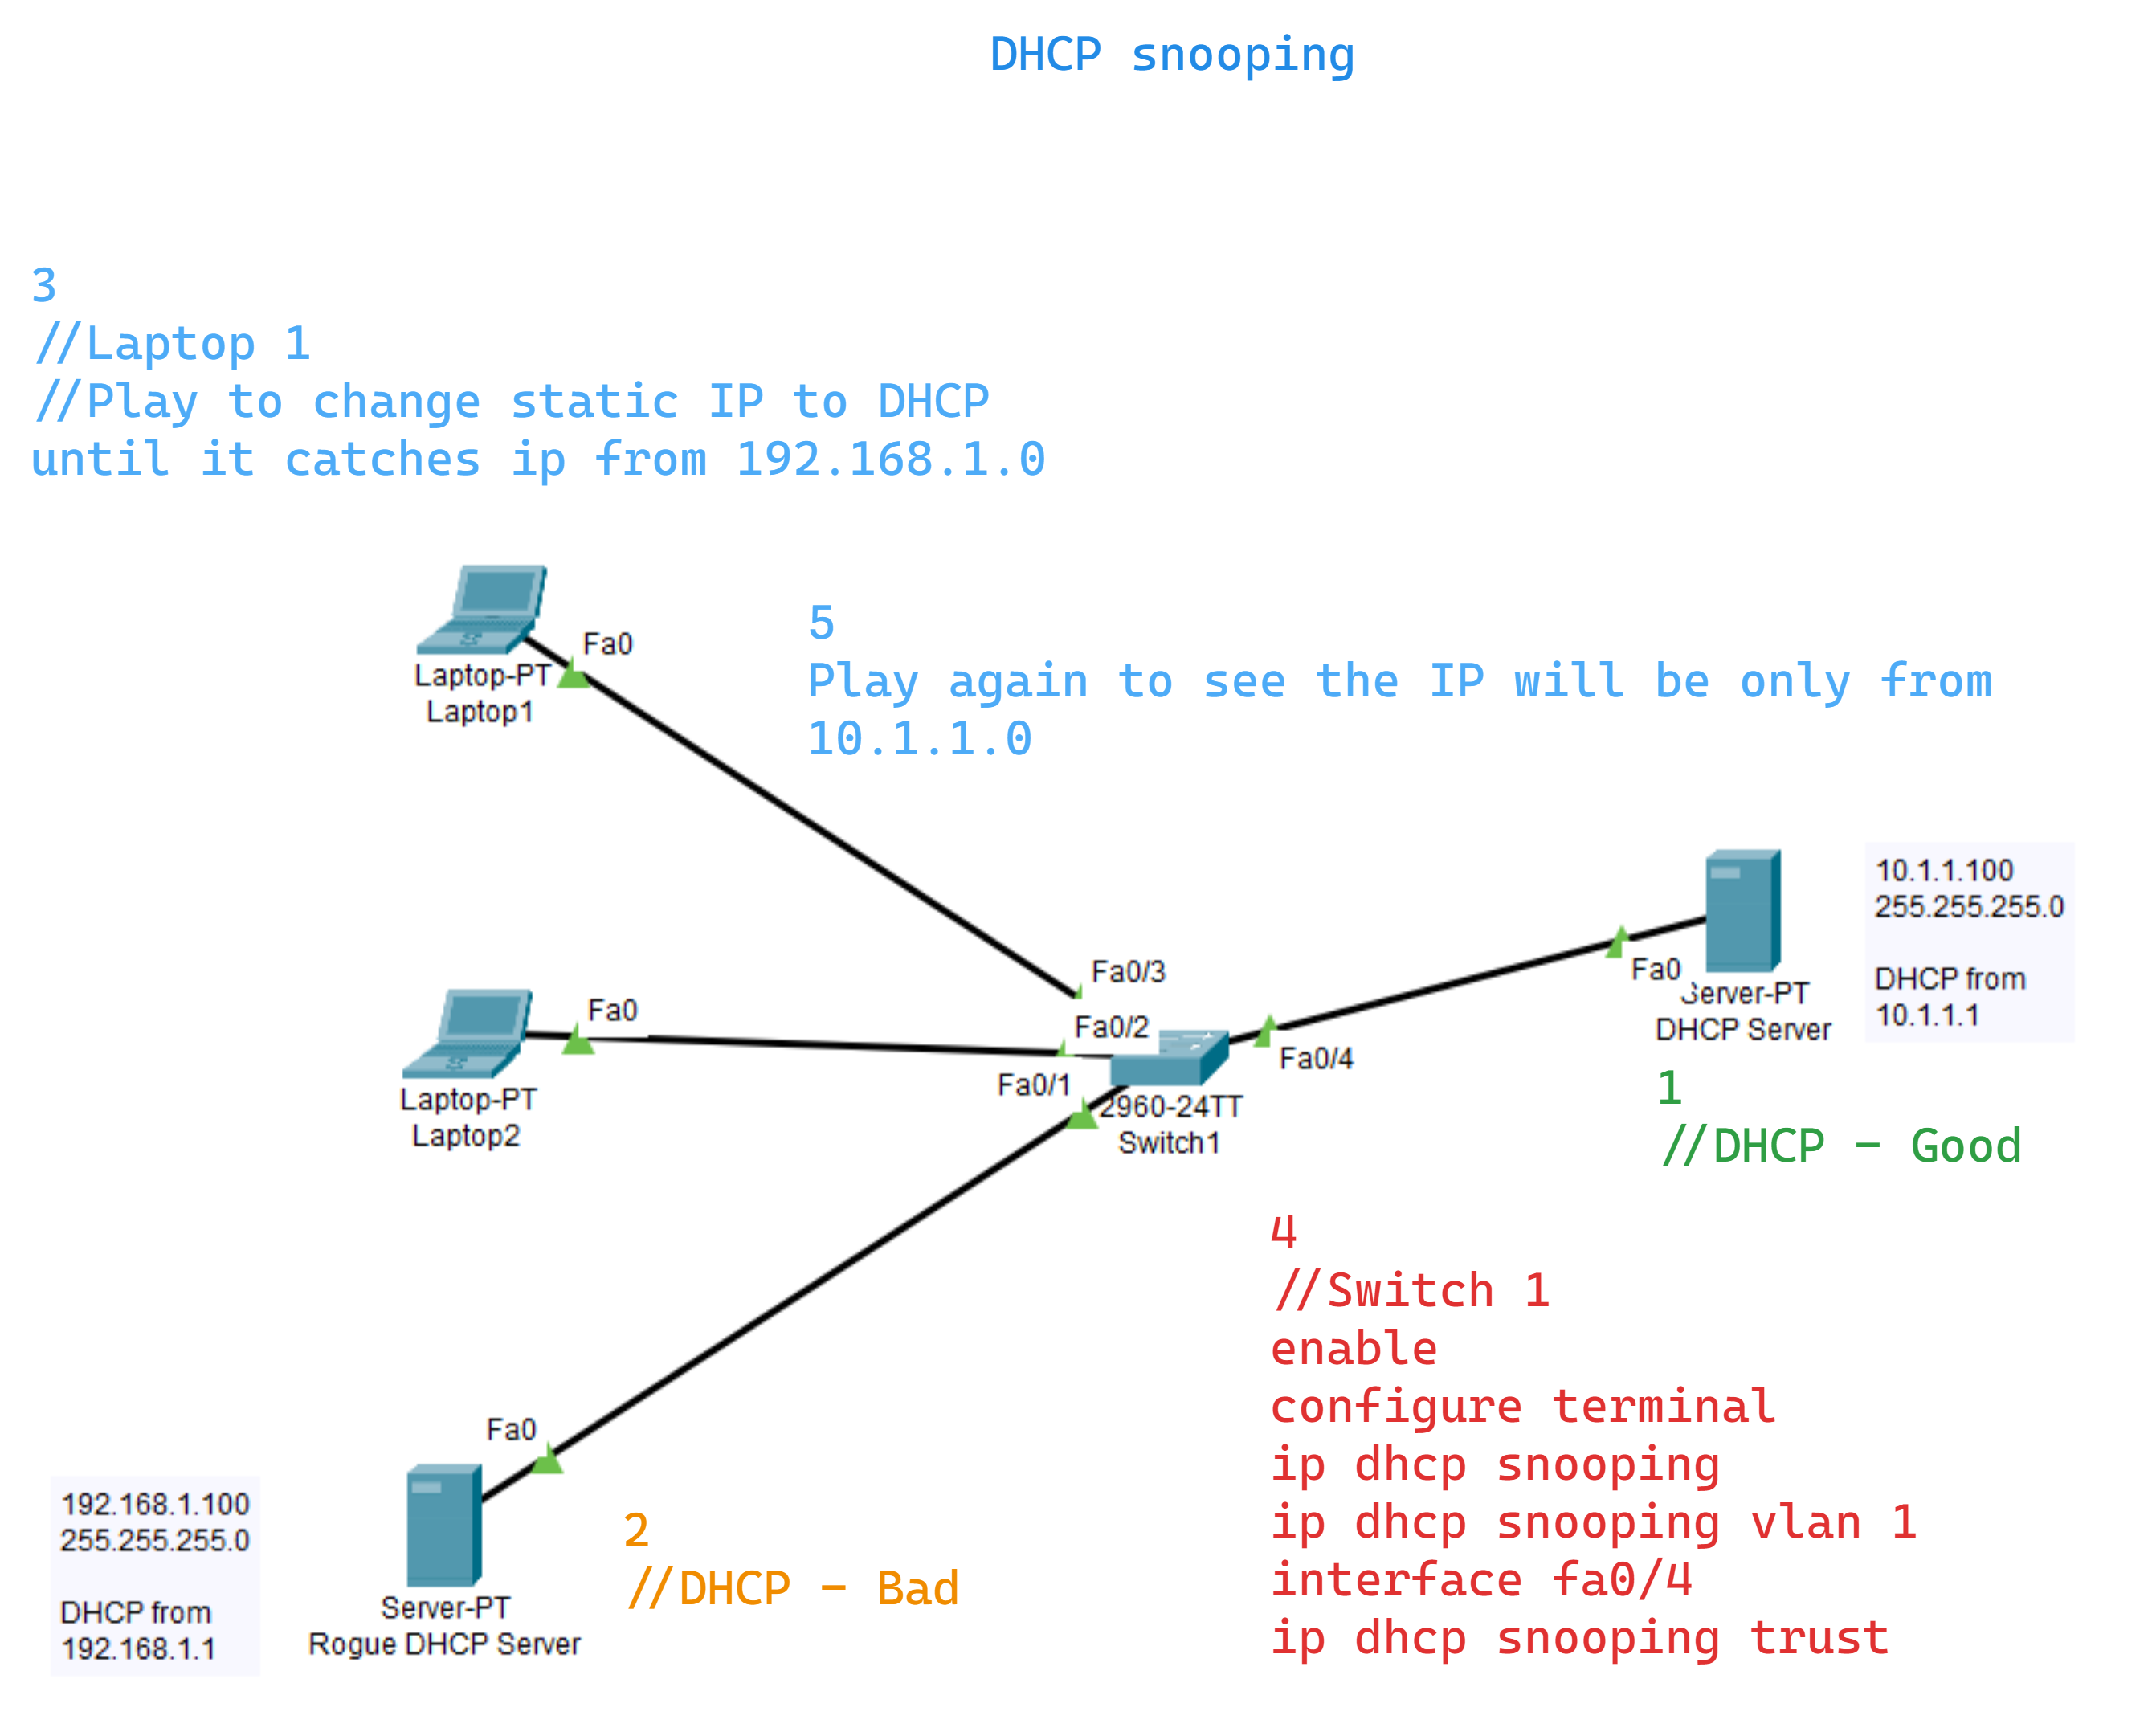 DHCP snooping
3
//Laptop 1
//Play to change static IP to DHCP
until it catches ip from 192.168.1.0
5
Play again to see the IP will be only from
10.1.1.0
Fa0
Laptop-PT
Laptop1
Fa0/3
Fa0
Fa0/2
Fa0/1
Laptop-PT
Laptop2
2960-24TT
Switch1
Fa0/4
Fa0
Server-PT
DHCP Server
10.1.1.100
255.255.255.0
DHCP from
10.1.1.1
1
//DHCP - Good
4
//Switch 1
enable
configure terminal
ip dhcp snooping
ip dhcp snooping vlan 1
interface fa0/4
ip dhcp snooping trust
Fa0
192.168.1.100
255.255.255.0
DHCP from
192.168.1.1
Server-PT
Rogue DHCP Server
2
//DHCP - Bad